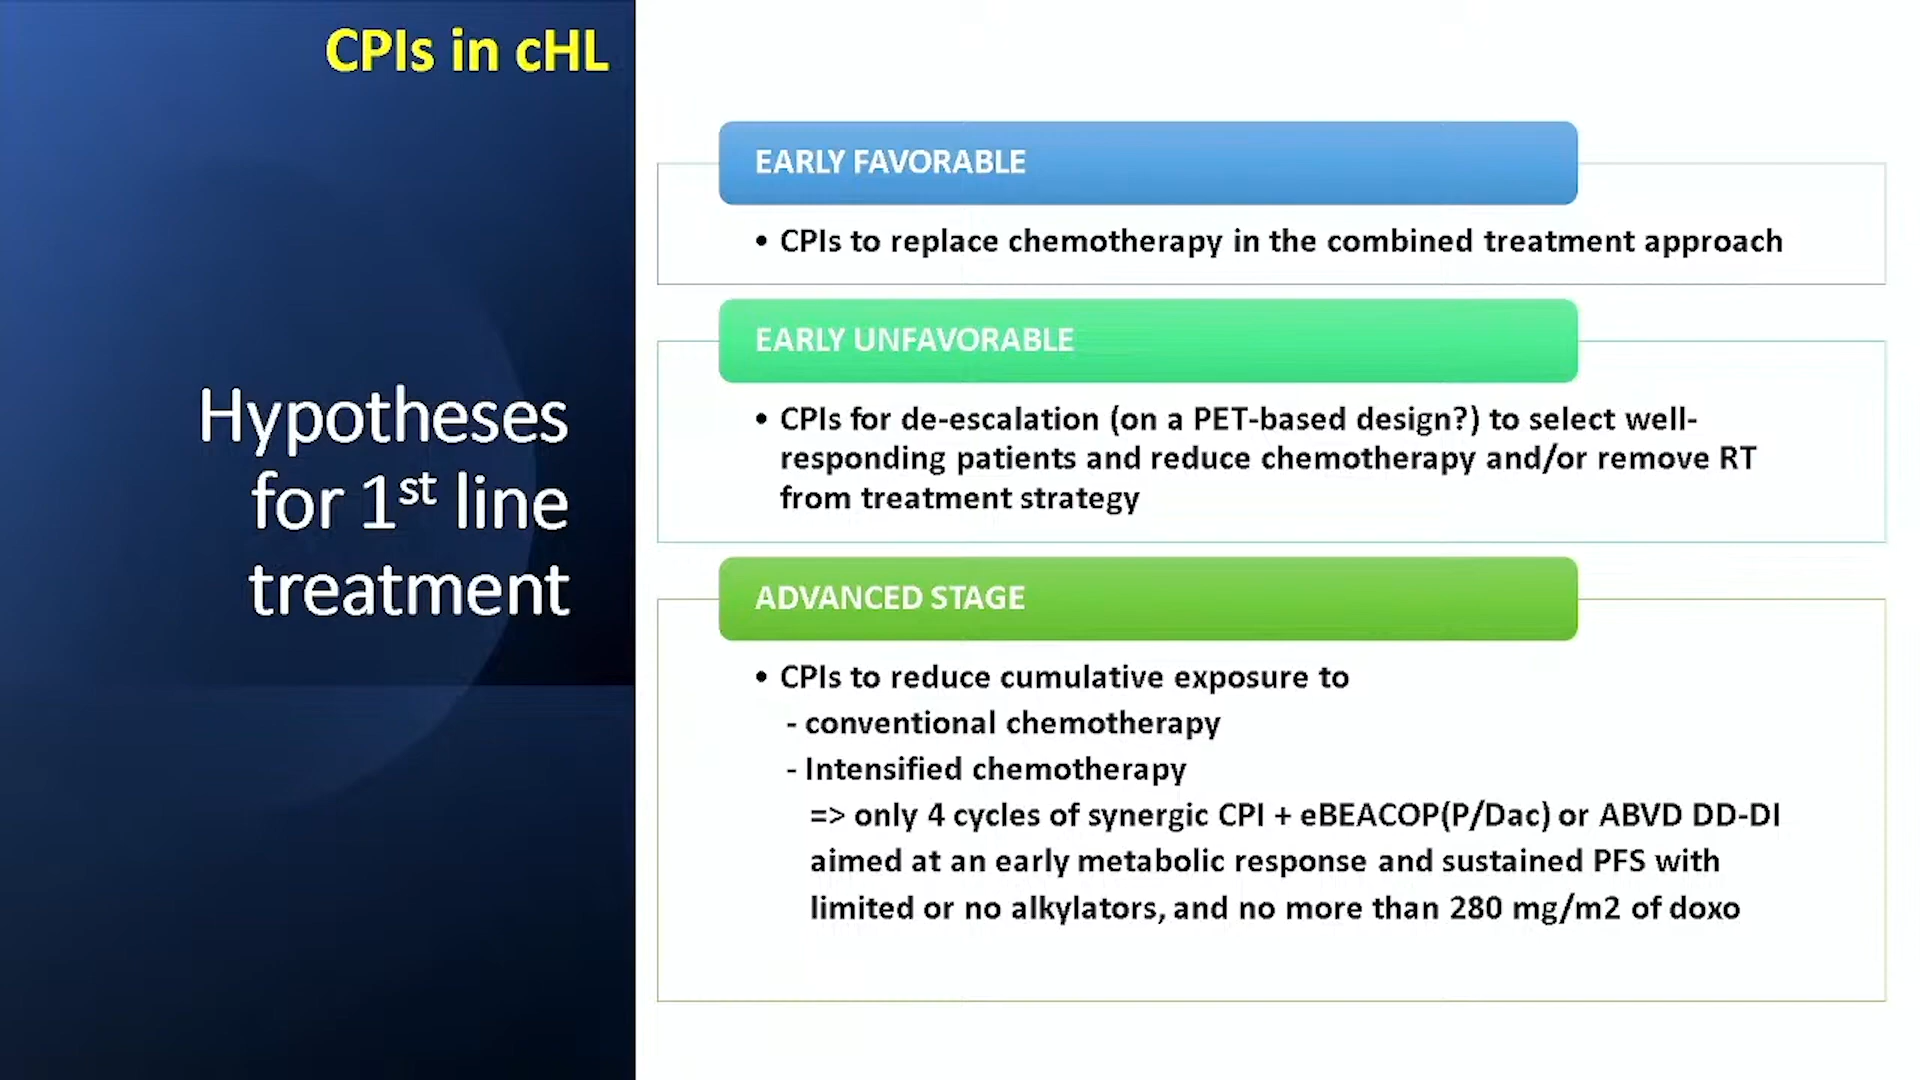 CPIs in cHL
Hypotheses
for 1st line
treatment
EARLY FAVORABLE
• CPIs to replace chemotherapy in the combined treatment approach
EARLY UNFAVORABLE
• CPIs for de-escalation (on a PET-based design?) to select well-
responding patients and reduce chemotherapy and/or remove RT
from treatment strategy
ADVANCED STAGE
• CPIs to reduce cumulative exposure to
- conventional chemotherapy
- Intensified chemotherapy
=> only 4 cycles of synergic CPI + eBEACOP(P/Dac) or ABVD DD-DI
aimed at an early metabolic response and sustained PFS with
limited or no alkylators, and no more than 280 mg/m2 of doxo